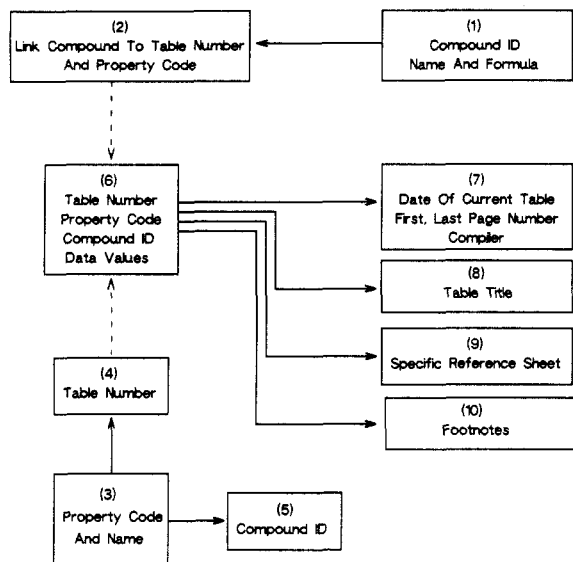 (2)
Link Compound To Table Number
And Property Code
(1)
Compound ID
Name And Formula
(6)
Table Number
Property Code
Compound ID
Data Values
(7)
Date Of Current Table
First, Last Page Number
Compiler
(8)
Table Title
(9)
Specific Reference Sheet
(4)
Table Number
(10)
Footnotes
(3)
Property Code
And Name
(5)
Compound ID